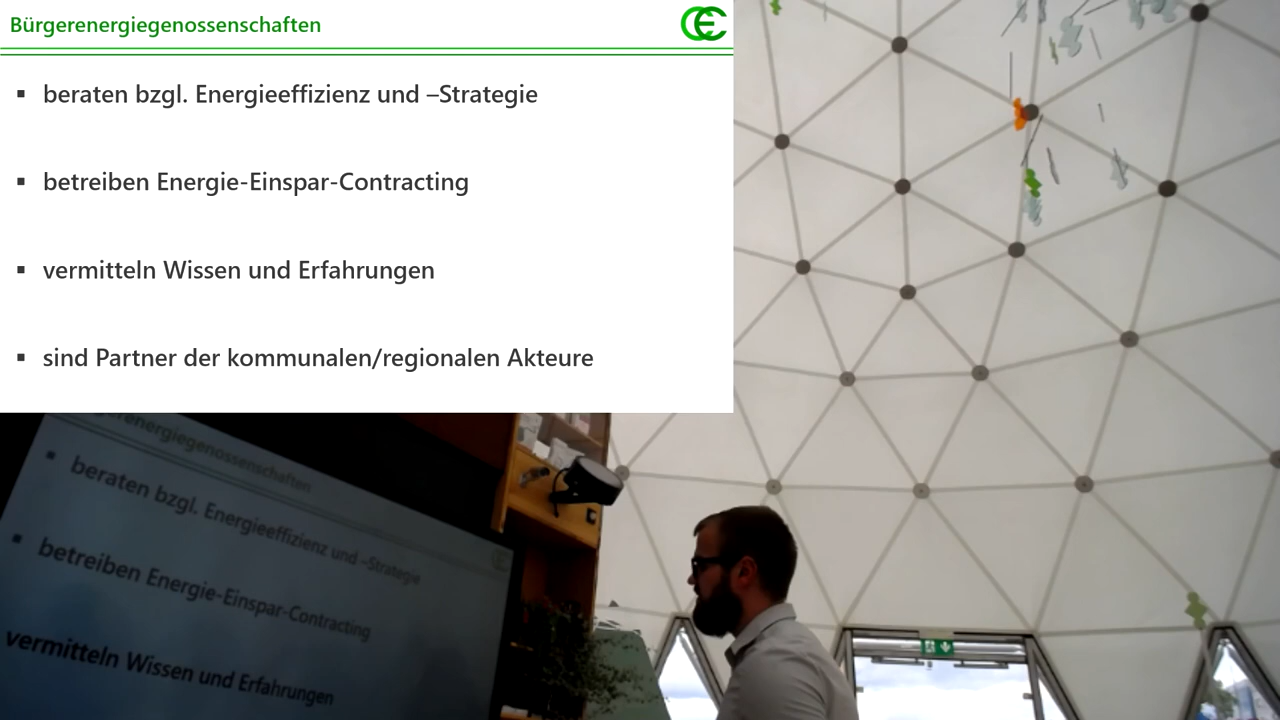 Bürgerenergiegenossenschaften
▪ beraten bzgl. Energieeffizienz und –Strategie
▪ betreiben Energie-Einspar-Contracting
▪ vermitteln Wissen und Erfahrungen
▪ sind Partner der kommunalen/regionalen Akteure
▪ beraten bzgl. Energieeffizienz und –Strategie
▪ betreiben Energie-Einspar-Contracting
vermitteln Wissen und Erfahrungen